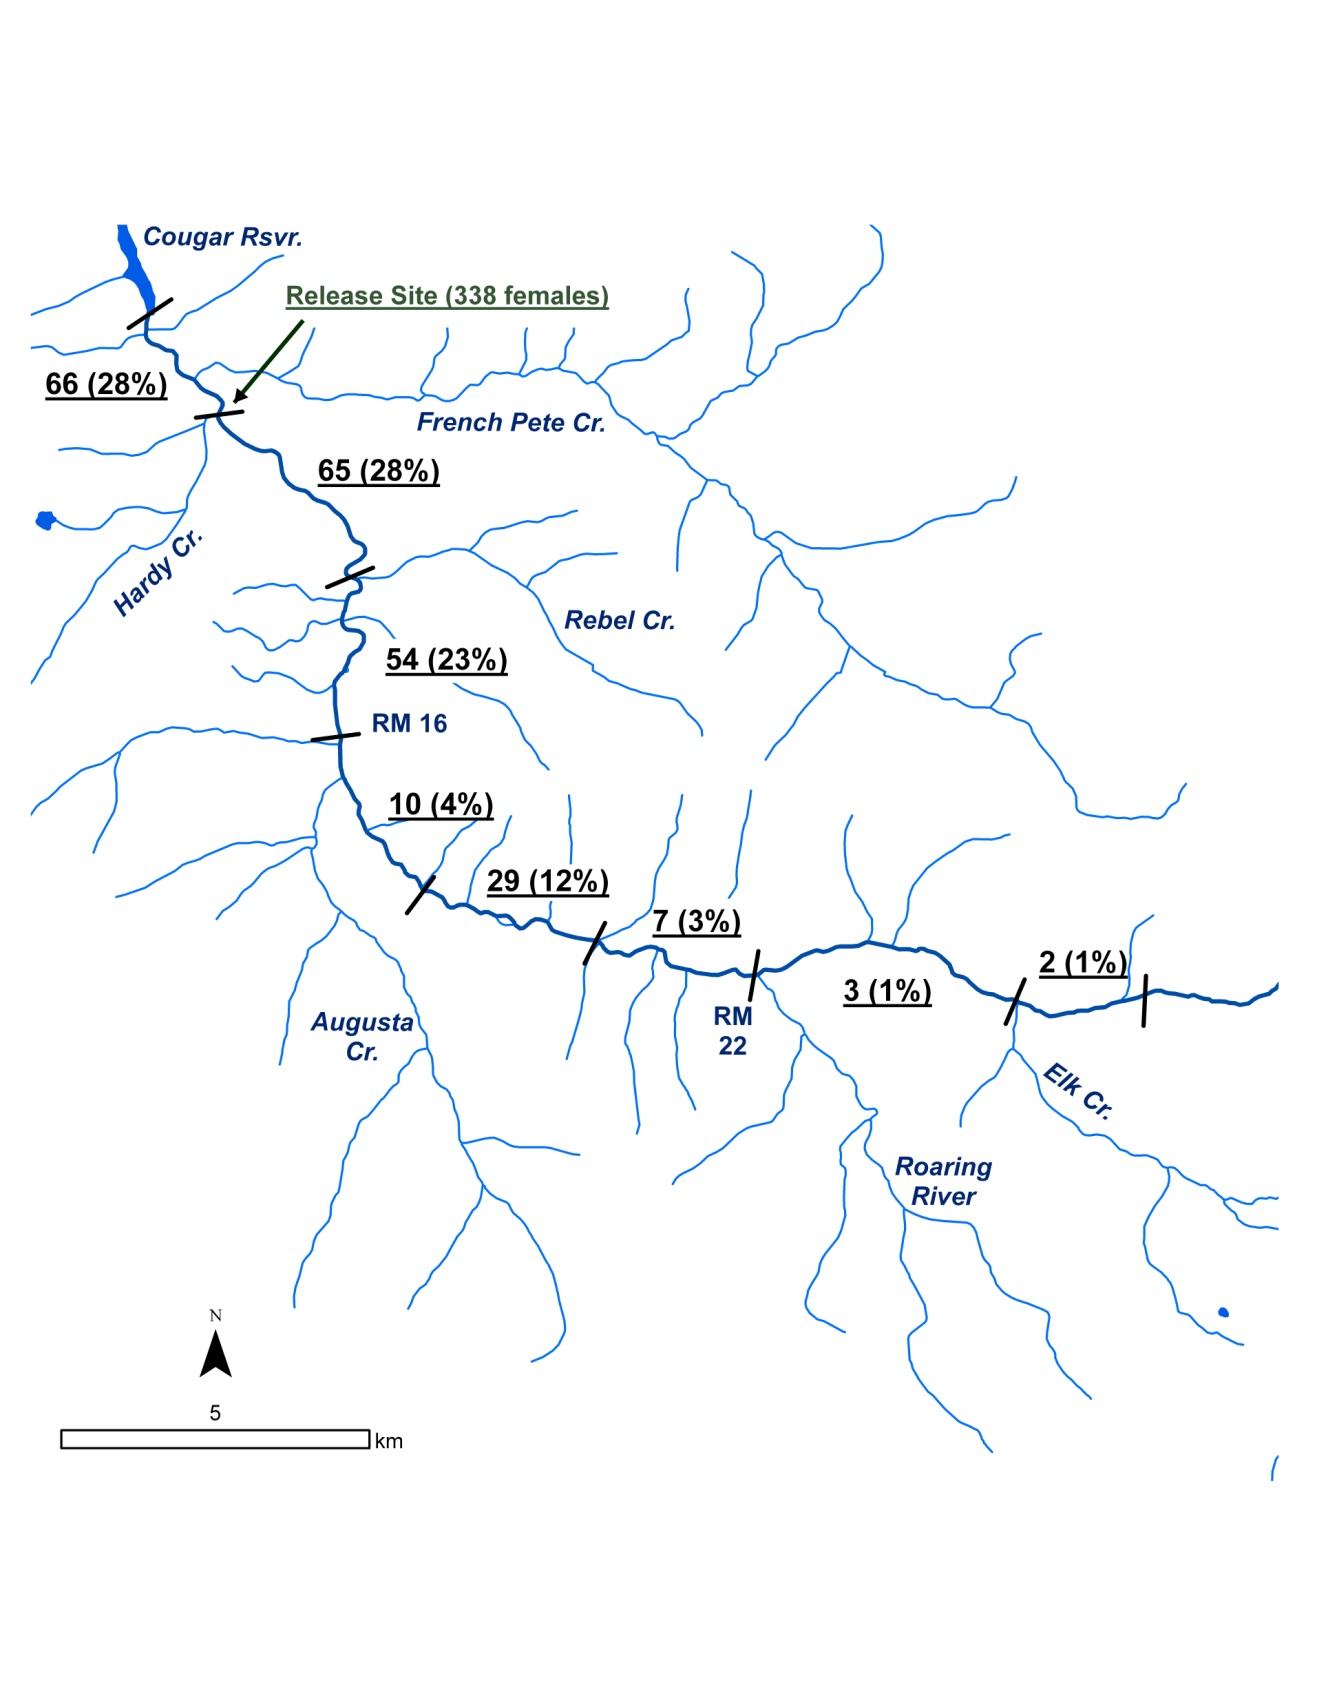 Cougar Rsvr.
Release Site (338 females)
66 (28%)
French Pete Cr.
65 (28%)
Hardy Cr.
Rebel Cr.
54 (23%)
RM 16
10 (4%)
29 (12%)
7 (3%)
2 (1%)
3 (1%)
RM
22
Augusta
Cr.
Elk Cr.
Roaring
River
N
5
km